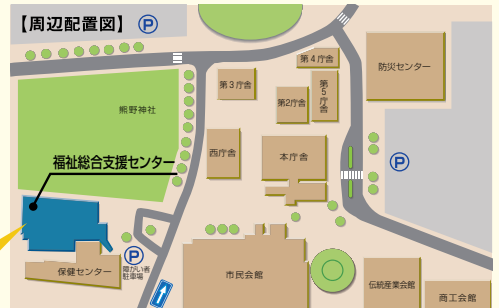 【周辺配置図】 P
第4庁舎
防災センター
第3庁舎
第5庁舎
第2庁舎
熊野神社
西庁舎
本庁舎
福祉総合支援センター
P
P
障がい者
駐車場
保健センター
市民会館
伝統産業会館
商工会館